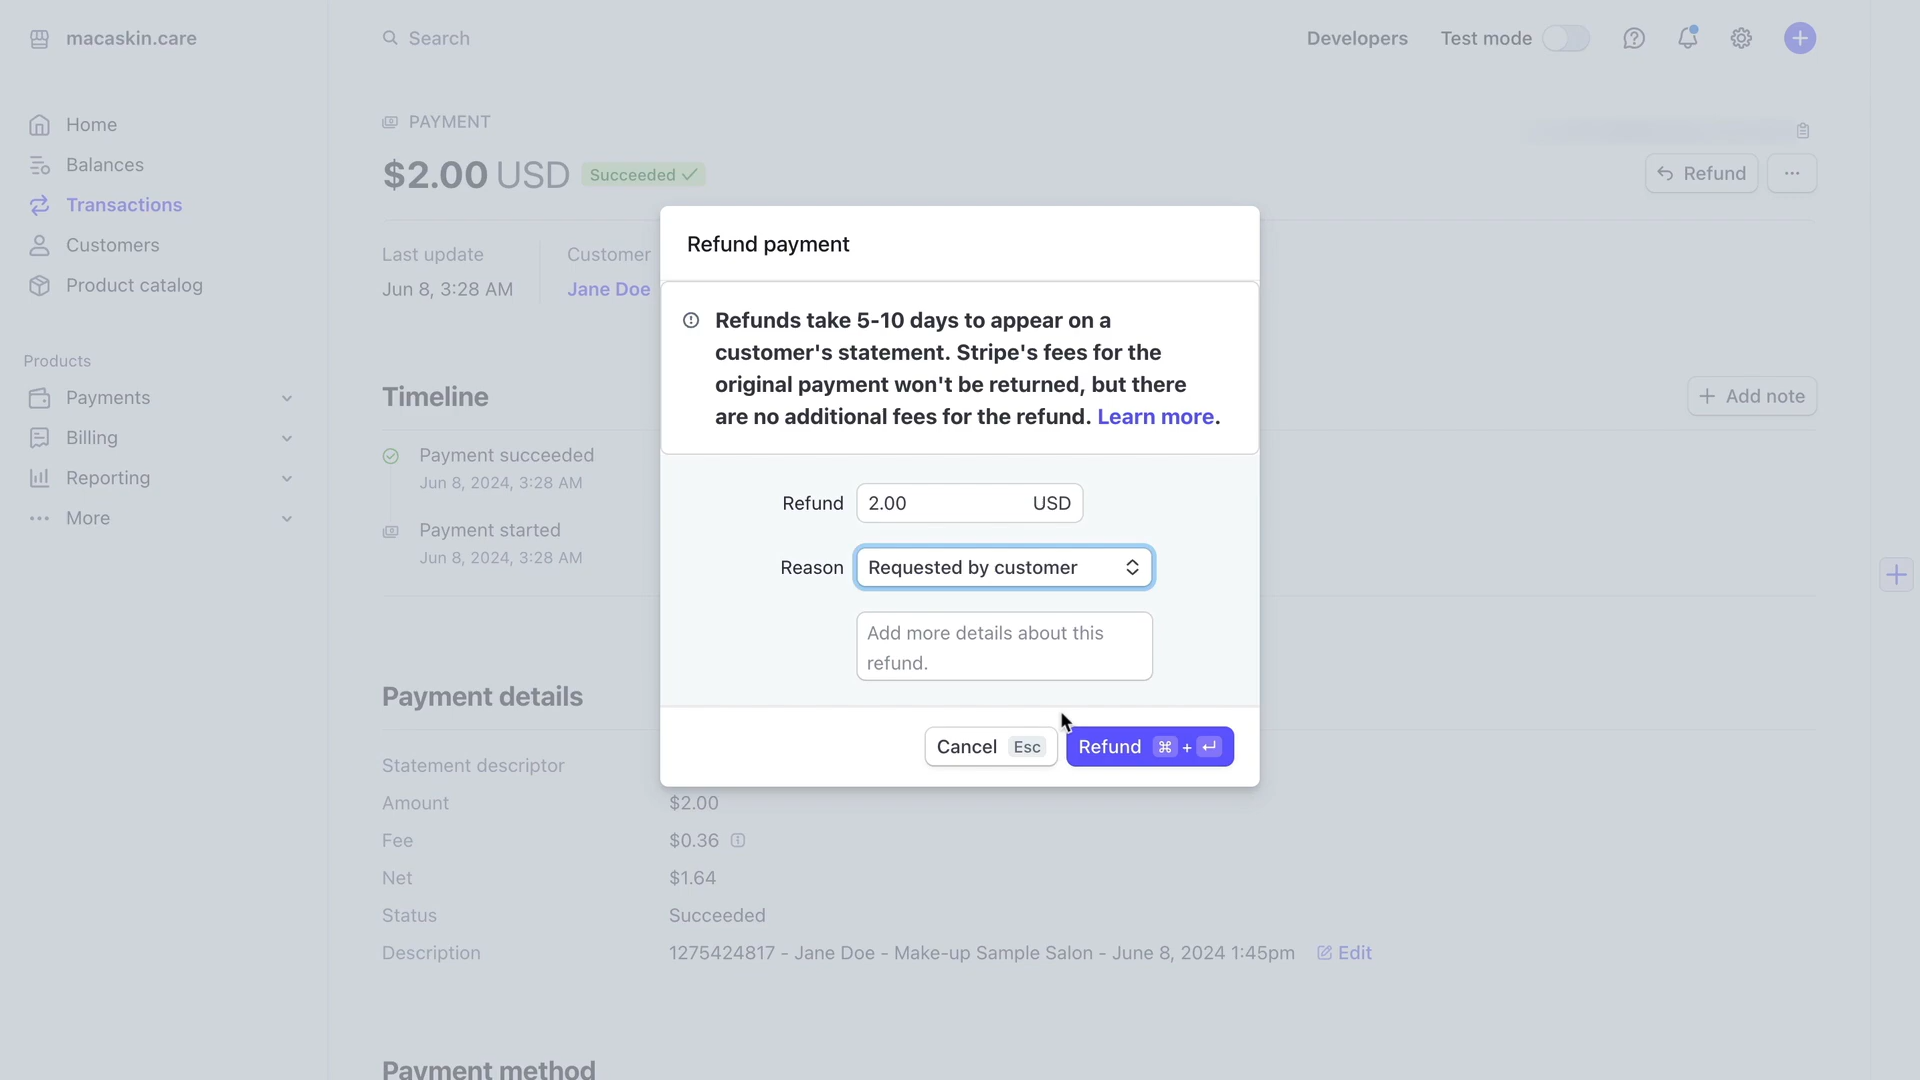 macaskin.care
Search
Developers
Test mode
Home
Balances
Transactions
Customers
Product catalog
Products
Payments
Billing
Reporting
More
PAYMENT
$2.00 USD Succeeded
Refund
Last update
Customer
Jun 8, 3:28 AM
Jane Doe
Timeline
Add note
Payment succeeded
Jun 8, 2024, 3:28 AM
Payment started
Jun 8, 2024, 3:28 AM
Refund payment
Refunds take 5-10 days to appear on a
customer's statement. Stripe's fees for the
original payment won't be returned, but there
are no additional fees for the refund. Learn more.
Refund 2.00 USD
Reason Requested by customer
Add more details about this
refund.
Cancel Esc
Refund ⌘ + ↵
Payment details
Statement descriptor
Amount $2.00
Fee $0.36
Net $1.64
Status Succeeded
Description 1275424817 - Jane Doe - Make-up Sample Salon - June 8, 2024 1:45pm Edit
Payment method